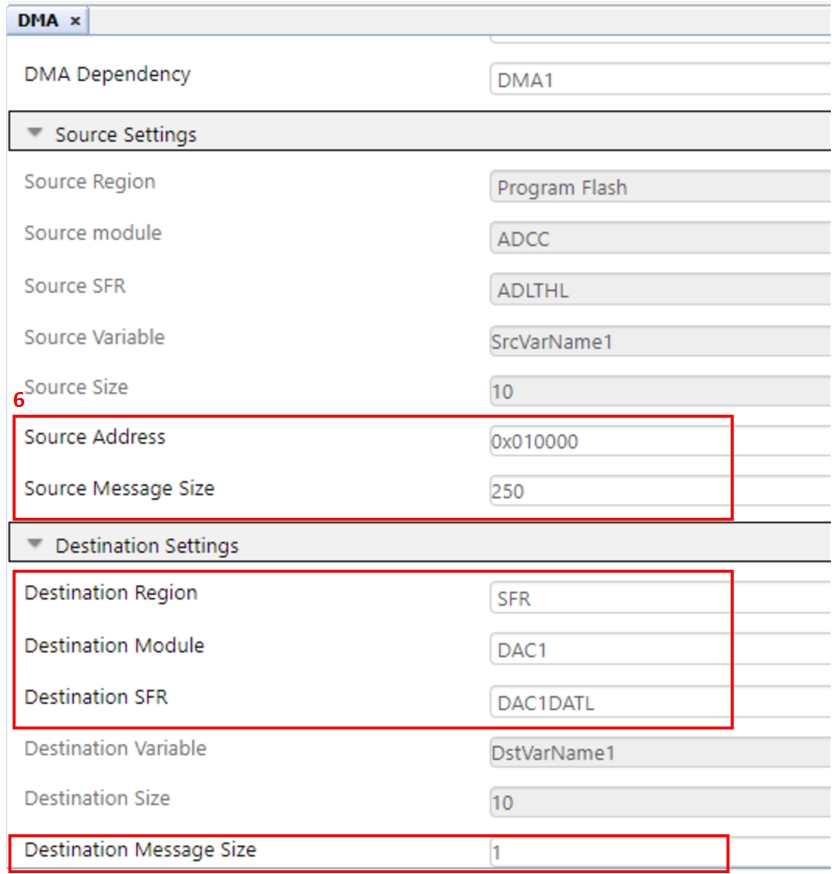 DMA ×
DMA Dependency DMA1
Source Settings
Source Region Program Flash
Source module ADCC
Source SFR ADLTHL
Source Variable SrcVarName1
Source Size 10
6
Source Address 0x010000
Source Message Size 250
Destination Settings
Destination Region SFR
Destination Module DAC1
Destination SFR DAC1DATL
Destination Variable DstVarName1
Destination Size 10
Destination Message Size 1